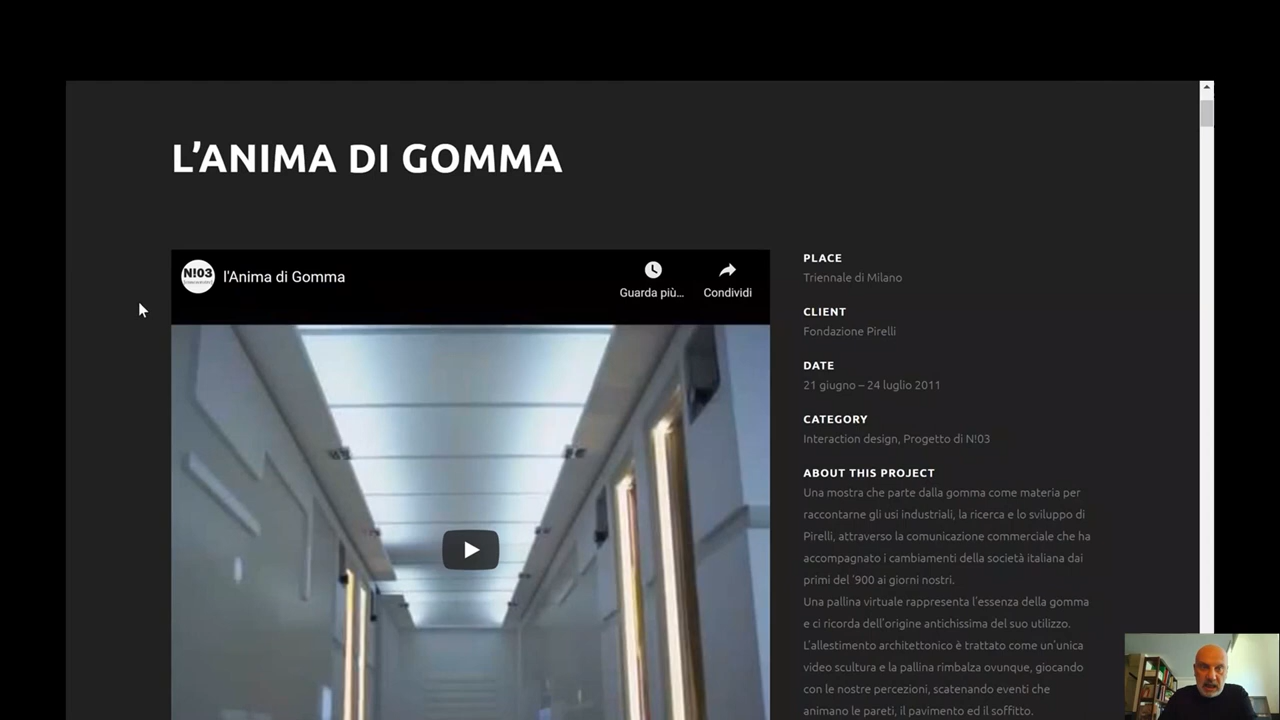 L'ANIMA DI GOMMA
N!03
l'Anima di Gomma
Guarda più...
Condividi
PLACE
Triennale di Milano
CLIENT
Fondazione Pirelli
DATE
21 giugno – 24 luglio 2011
CATEGORY
Interaction design, Progetto di N!03
ABOUT THIS PROJECT
Una mostra che parte dalla gomma come materia per
raccontarne gli usi industriali, la ricerca e lo sviluppo di
Pirelli, attraverso la comunicazione commerciale che ha
accompagnato i cambiamenti della società italiana dai
primi del '900 ai giorni nostri.
Una pallina virtuale rappresenta l'essenza della gomma
e ci ricorda dell'origine antichissima del suo utilizzo.
L'allestimento architettonico è trattato come un'unica
video scultura e la pallina rimbalza ovunque, giocando
con le nostre percezioni, scatenando eventi che
animano le pareti, il pavimento ed il soffitto.